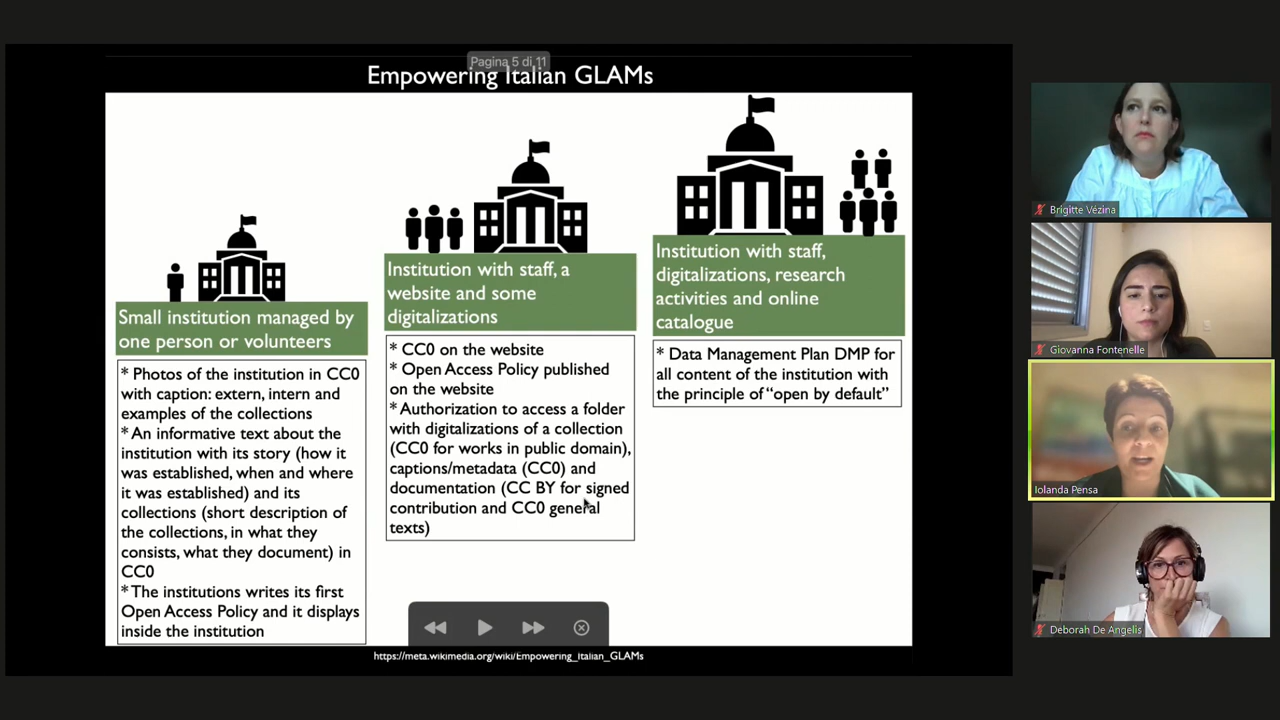 Pagina 5 di 11
Empowering Italian GLAMs
Small institution managed by
one person or volunteers
* Photos of the institution in CC0
with caption: extern, intern and
examples of the collections
* An informative text about the
institution with its story (how it
was established, when and where
it was established) and its
collections (short description of
the collections, in what they
consists, what they document) in
CC0
* The institutions writes its first
Open Access Policy and it displays
inside the institution
Institution with staff, a
website and some
digitalizations
* CC0 on the website
* Open Access Policy published
on the website
* Authorization to access a folder
with digitalizations of a collection
(CC0 for works in public domain),
captions/metadata (CC0) and
documentation (CC BY for signed
contribution and CC0 general
texts)
Institution with staff,
digitalizations, research
activities and online
catalogue
* Data Management Plan DMP for
all content of the institution with
the principle of “open by default”
https://meta.wikimedia.org/wiki/Empowering_Italian_GLAMs
Brigitte Vézina
Giovanna Fontenelle
Iolanda Pensa
Deborah De Angelis